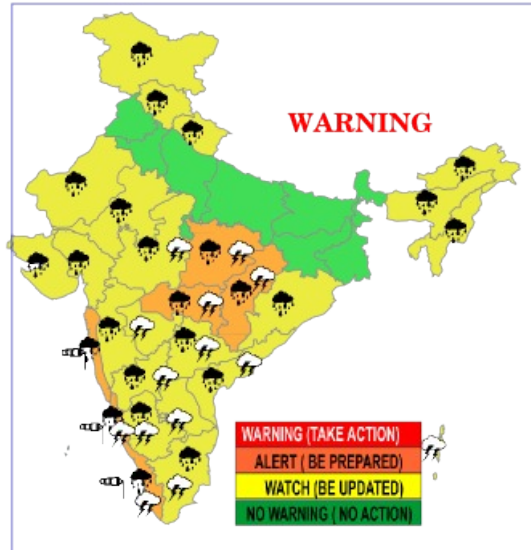 WARNING
WARNING (TAKE ACTION)
ALERT ( BE PREPARED)
WATCH (BE UPDATED)
NO WARNING ( NO ACTION)